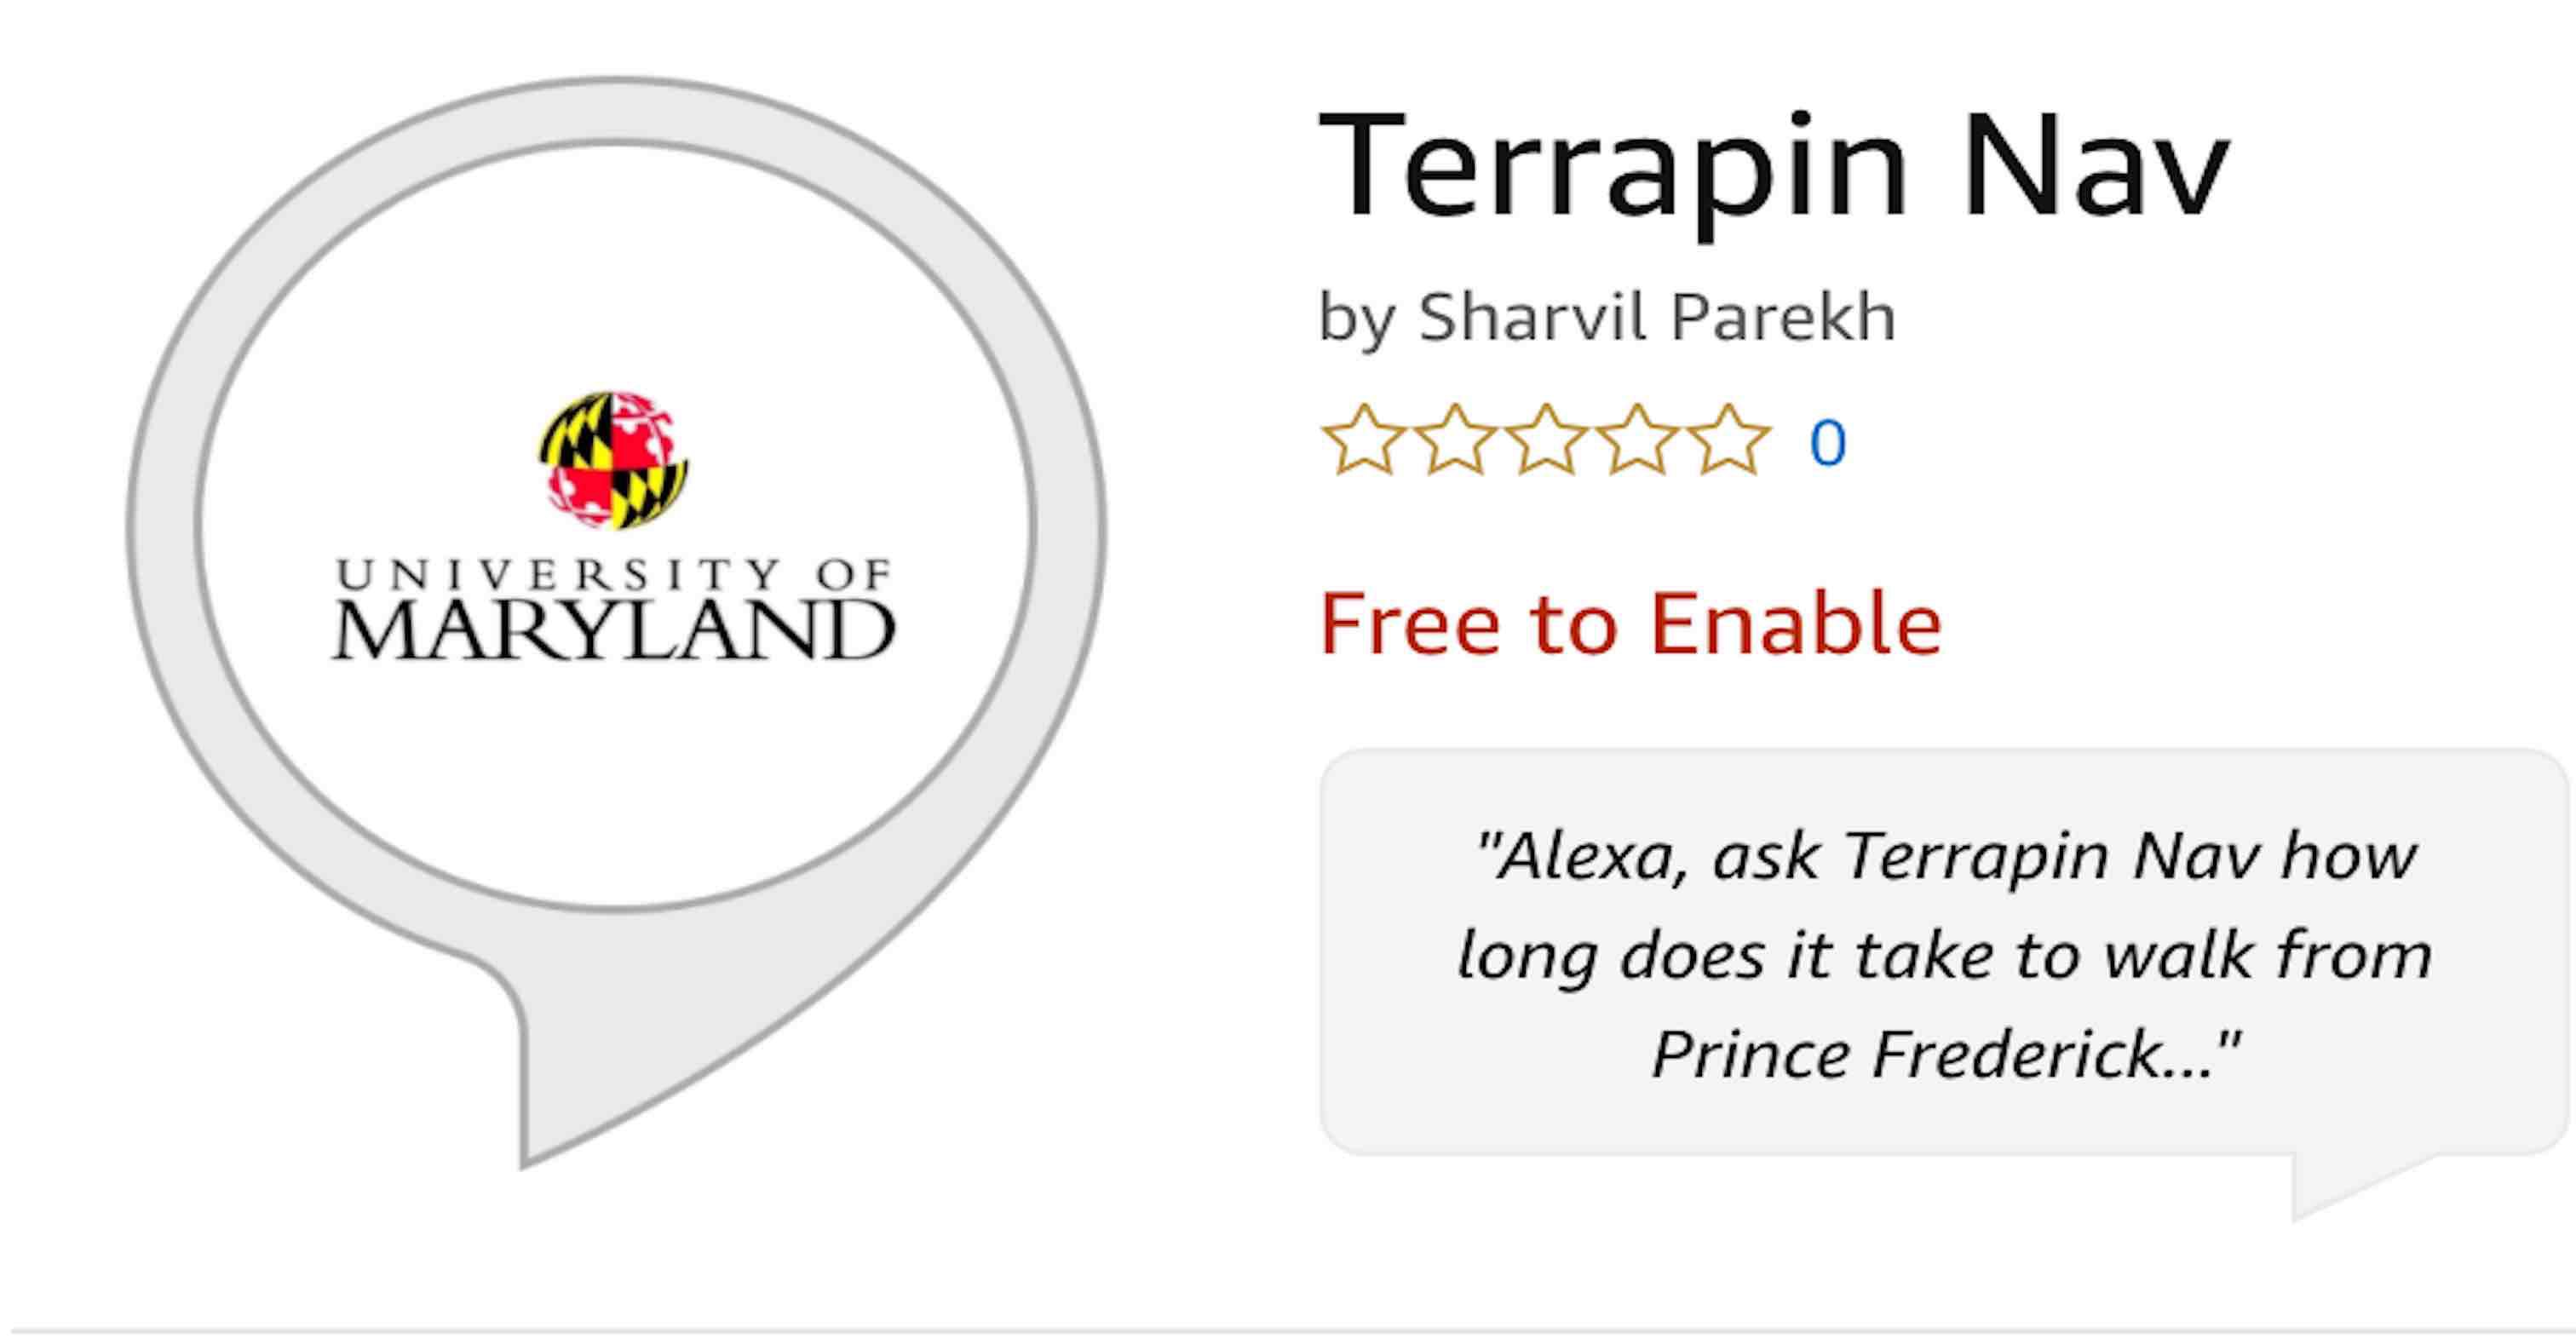 UNIVERSITY OF
MARYLAND
Terrapin Nav
by Sharvil Parekh
0
Free to Enable
"Alexa, ask Terrapin Nav how
long does it take to walk from
Prince Frederick..."